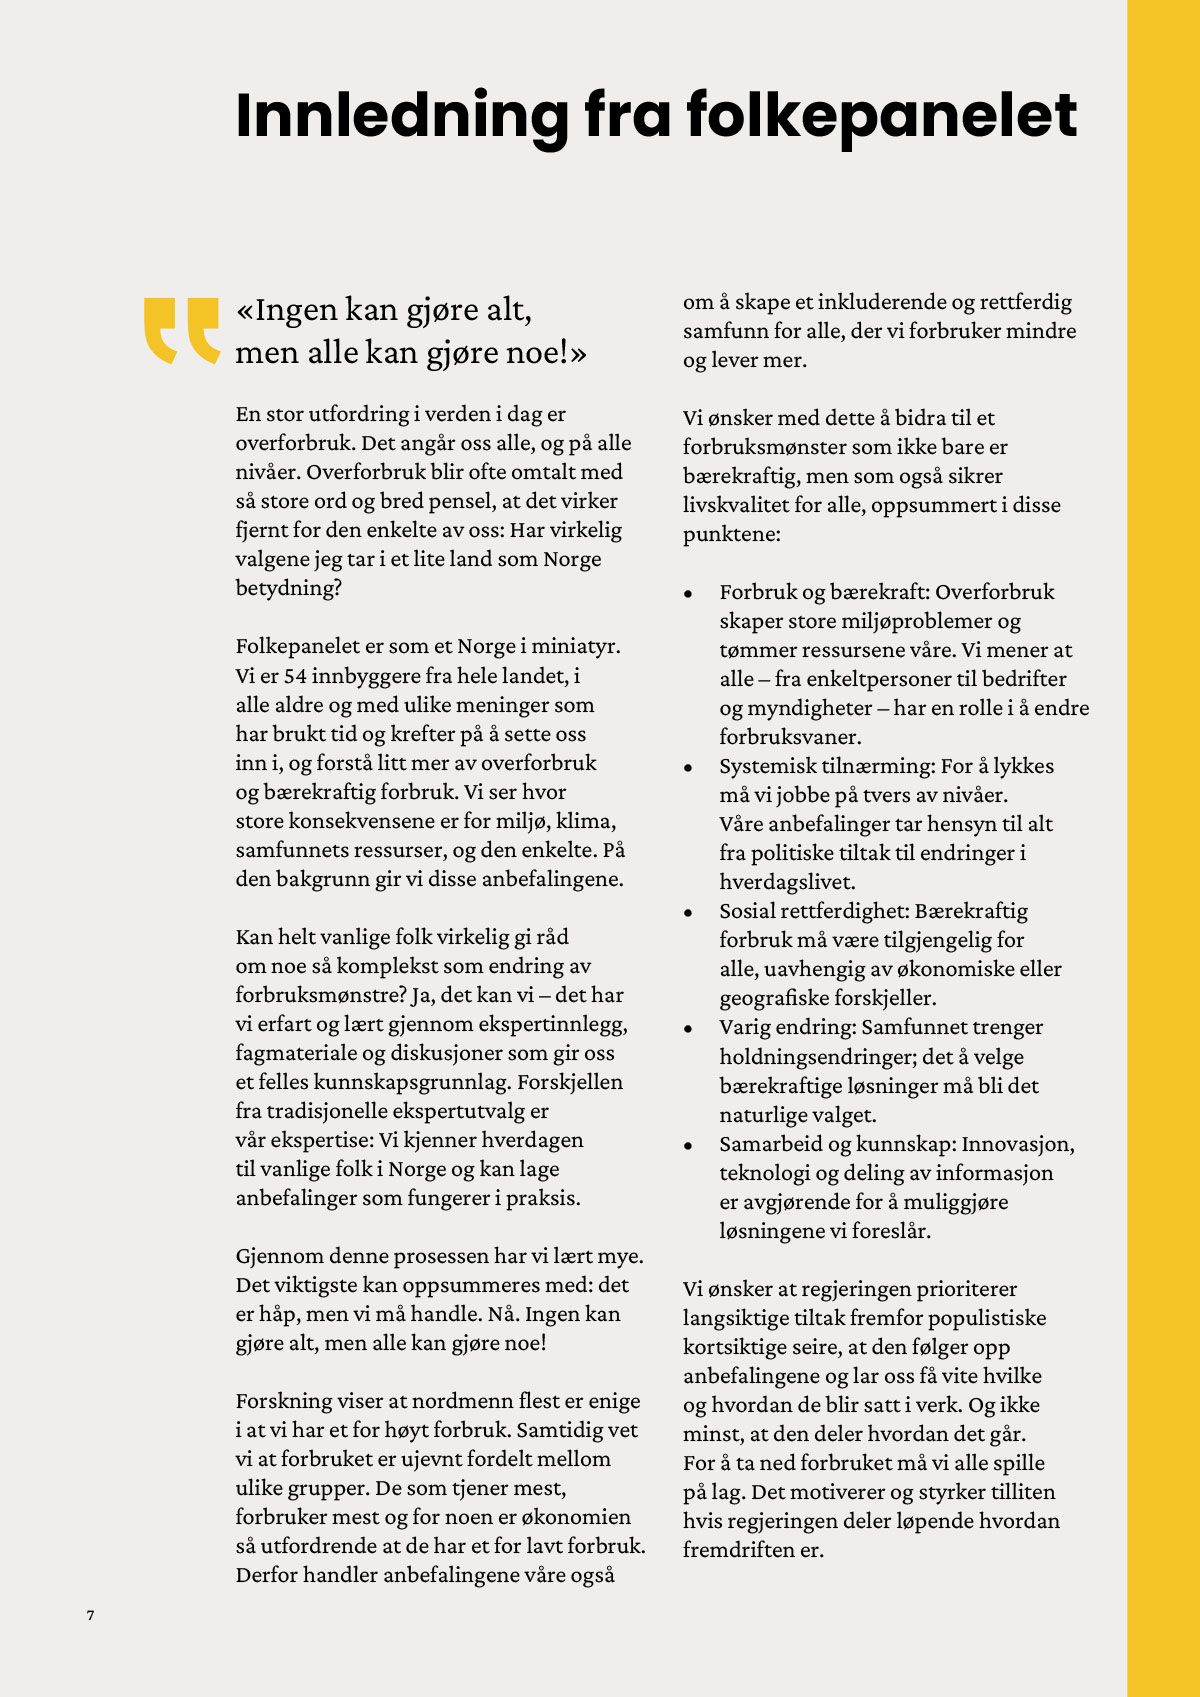 Innledning fra folkepanelet
«Ingen kan gjøre alt,
men alle kan gjøre noe!»
En stor utfordring i verden i dag er
overforbruk. Det angår oss alle, og på alle
nivåer. Overforbruk blir ofte omtalt med
så store ord og bred pensel, at det virker
fjernt for den enkelte av oss: Har virkelig
valgene jeg tar i et lite land som Norge
betydning?
Folkepanelet er som et Norge i miniatyr.
Vi er 54 innbyggere fra hele landet, i
alle aldre og med ulike meninger som
har brukt tid og krefter på å sette oss
inn i, og forstå litt mer av overforbruk
og bærekraftig forbruk. Vi ser hvor
store konsekvensene er for miljø, klima,
samfunnets ressurser, og den enkelte. På
den bakgrunn gir vi disse anbefalingene.
Kan helt vanlige folk virkelig gi råd
om noe så komplekst som endring av
forbruksmønstre? Ja, det kan vi – det har
vi erfart og lært gjennom ekspertinnlegg,
fagmateriale og diskusjoner som gir oss
et felles kunnskapsgrunnlag. Forskjellen
fra tradisjonelle ekspertutvalg er
vår ekspertise: Vi kjenner hverdagen
til vanlige folk i Norge og kan lage
anbefalinger som fungerer i praksis.
Gjennom denne prosessen har vi lært mye.
Det viktigste kan oppsummeres med: det
er håp, men vi må handle. Nå. Ingen kan
gjøre alt, men alle kan gjøre noe!
Forskning viser at nordmenn flest er enige
i at vi har et for høyt forbruk. Samtidig vet
vi at forbruket er ujevnt fordelt mellom
ulike grupper. De som tjener mest,
forbruker mest og for noen er økonomien
så utfordrende at de har et for lavt forbruk.
Derfor handler anbefalingene våre også
om å skape et inkluderende og rettferdig
samfunn for alle, der vi forbruker mindre
og lever mer.
Vi ønsker med dette å bidra til et
forbruksmønster som ikke bare er
bærekraftig, men som også sikrer
livskvalitet for alle, oppsummert i disse
punktene:
• Forbruk og bærekraft: Overforbruk
skaper store miljøproblemer og
tømmer ressursene våre. Vi mener at
alle – fra enkeltpersoner til bedrifter
og myndigheter – har en rolle i å endre
forbruksvaner.
• Systemisk tilnærming: For å lykkes
må vi jobbe på tvers av nivåer.
Våre anbefalinger tar hensyn til alt
fra politiske tiltak til endringer i
hverdagslivet.
• Sosial rettferdighet: Bærekraftig
forbruk må være tilgjengelig for
alle, uavhengig av økonomiske eller
geografiske forskjeller.
• Varig endring: Samfunnet trenger
holdningsendringer; det å velge
bærekraftige løsninger må bli det
naturlige valget.
• Samarbeid og kunnskap: Innovasjon,
teknologi og deling av informasjon
er avgjørende for å muliggjøre
løsningene vi foreslår.
Vi ønsker at regjeringen prioriterer
langsiktige tiltak fremfor populistiske
kortsiktige seire, at den følger opp
anbefalingene og lar oss få vite hvilke
og hvordan de blir satt i verk. Og ikke
minst, at den deler hvordan det går.
For å ta ned forbruket må vi alle spille
på lag. Det motiverer og styrker tilliten
hvis regjeringen deler løpende hvordan
fremdriften er.
7